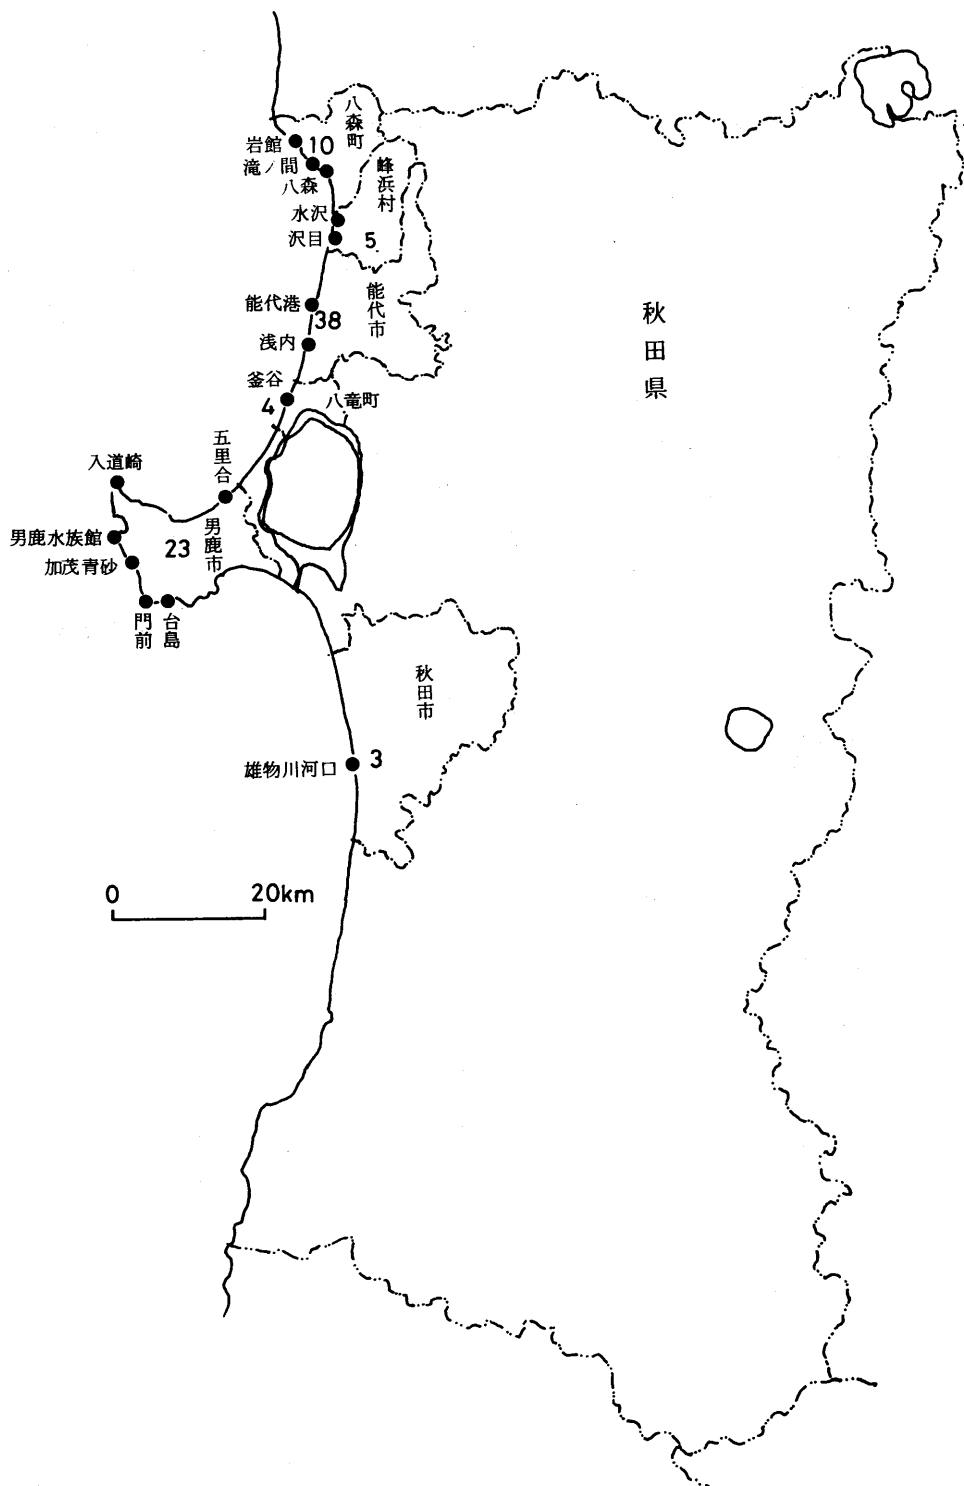 八森町
岩館
10
滝ノ間
八森
峰浜村
水沢
沢目
5
能代港
38
能代市
浅内
釜谷
4
八竜町
秋田県
五里合
入道崎
男鹿水族館
23
男鹿市
加茂青砂
門前
台島
秋田市
雄物川河口
3
0 20km